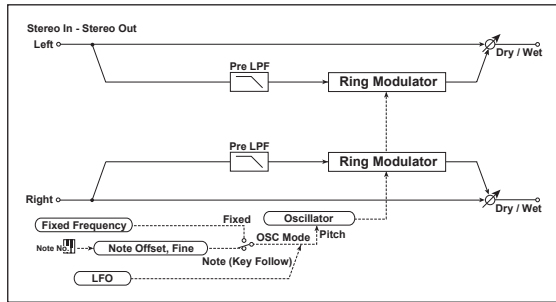 Stereo In - Stereo Out
Left
Dry / Wet
Pre LPF
Ring Modulator
Pre LPF
Ring Modulator
Right
Dry / Wet
Fixed Frequency
Fixed
Oscillator
Note No.
Note Offset, Fine
OSC Mode
Pitch
Note (Key Follow)
LFO